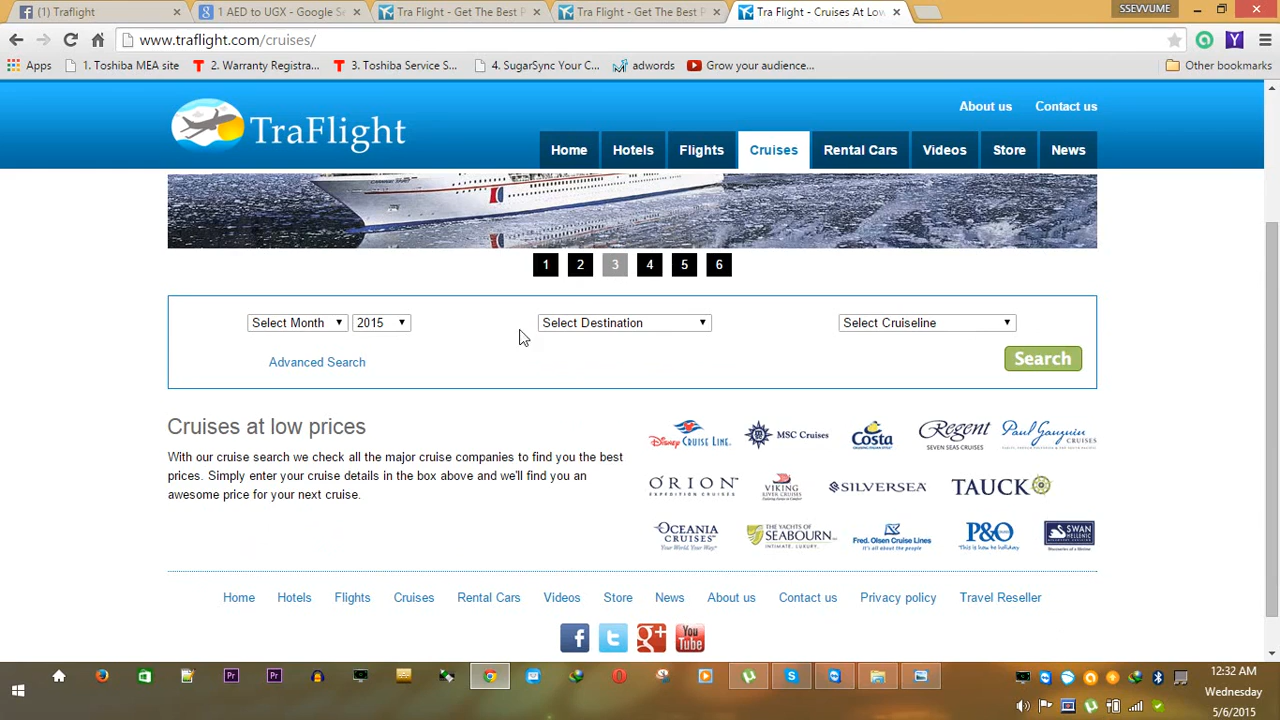 (1) Traflight
1 AED to UGX - Google Se
Tra Flight - Get The Best P
Tra Flight - Get The Best P
Tra Flight - Cruises At Low
SSEVVUME
www.traflight.com/cruises/
Apps
1. Toshiba MEA site
2. Warranty Registra...
3. Toshiba Service S...
4. SugarSync Your C...
adwords
Grow your audience...
Other bookmarks
TraFlight
About us
Contact us
Home
Hotels
Flights
Cruises
Rental Cars
Videos
Store
News
1 2 3 4 5 6
Select Month
2015
Select Destination
Select Cruiseline
Advanced Search
Search
Cruises at low prices
With our cruise search we check all the major cruise companies to find you the best
prices. Simply enter your cruise details in the box above and we'll find you an
awesome price for your next cruise.
Disney CRUISE LINE
MSC Cruises
Costa
Regent
SEVEN SEAS CRUISES
Paul Gauguin
CRUISES
ORION
EXPEDITION CRUISES
VIKING
RIVER CRUISES
SILVERSEA
TAUCK
OCEANIA
CRUISES
Your World, Your Way.
THE YACHTS OF
SEABOURN
INTIMATE, LUXURY.
Fred. Olsen Cruise Lines
It's all about the people
P&O
This is how to holiday
SWAN
HELLENIC
Home
Hotels
Flights
Cruises
Rental Cars
Videos
Store
News
About us
Contact us
Privacy policy
Travel Reseller
You
Tube
12:32 AM
Wednesday
5/6/2015